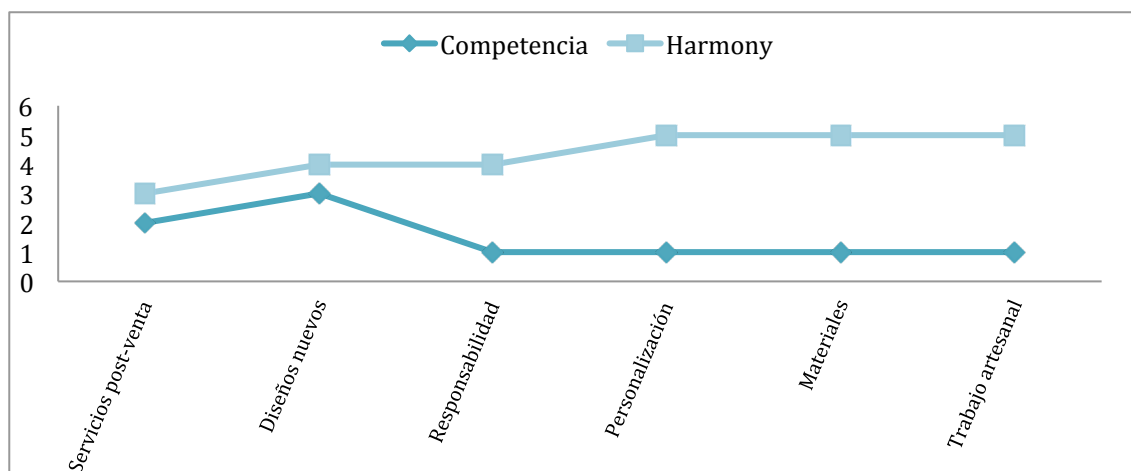 Competencia Harmony
6
5
4
3
2
1
0
Servicios post-venta
Diseños nuevos
Responsabilidad
Personalización
Materiales
Trabajo artesanal